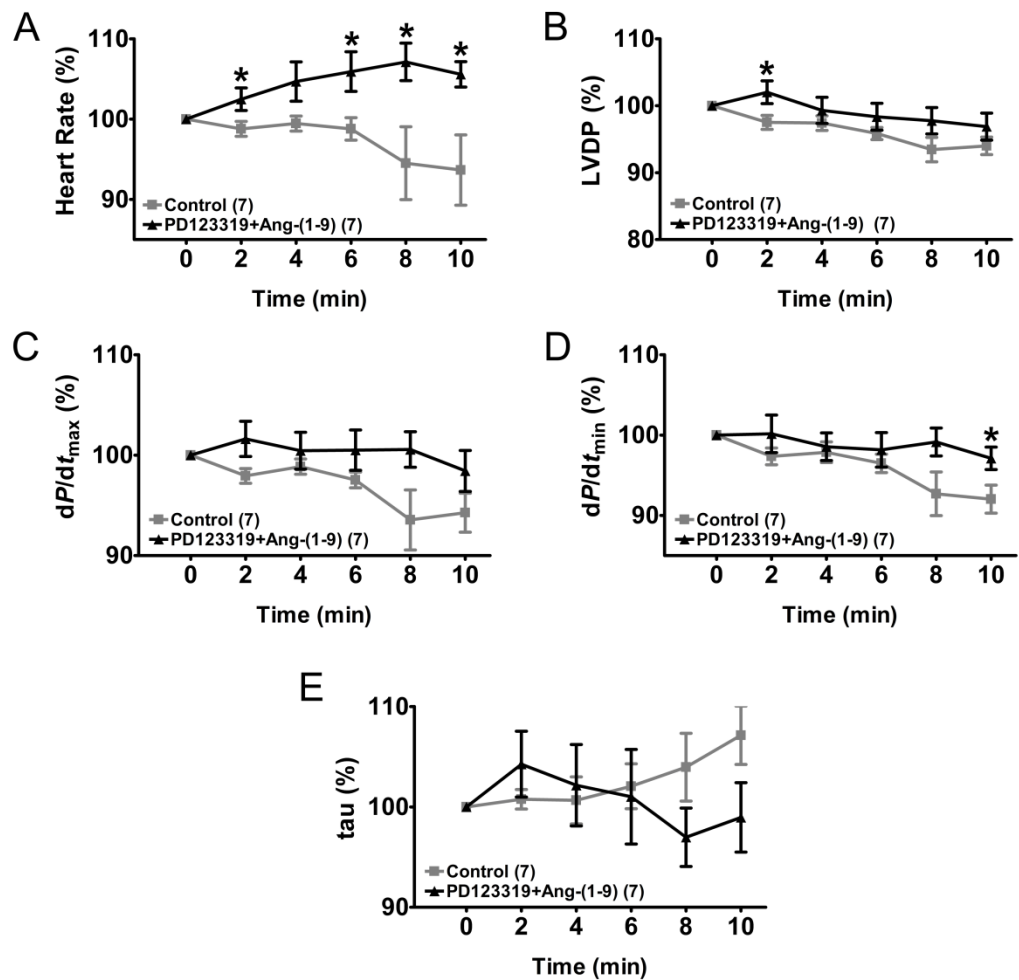 A
110
100
90
Heart Rate (%)
*
*
*
*
Control (7)
PD123319+Ang-(1-9) (7)
0 2 4 6 8 10
Time (min)
B
110
100
90
80
LVDP (%)
*
Control (7)
PD123319+Ang-(1-9) (7)
0 2 4 6 8 10
Time (min)
C
110
100
90
dP/dtmax (%)
Control (7)
PD123319+Ang-(1-9) (7)
0 2 4 6 8 10
Time (min)
D
110
100
90
dP/dtmin (%)
*
Control (7)
PD123319+Ang-(1-9) (7)
0 2 4 6 8 10
Time (min)
E
110
100
90
tau (%)
Control (7)
PD123319+Ang-(1-9) (7)
0 2 4 6 8 10
Time (min)